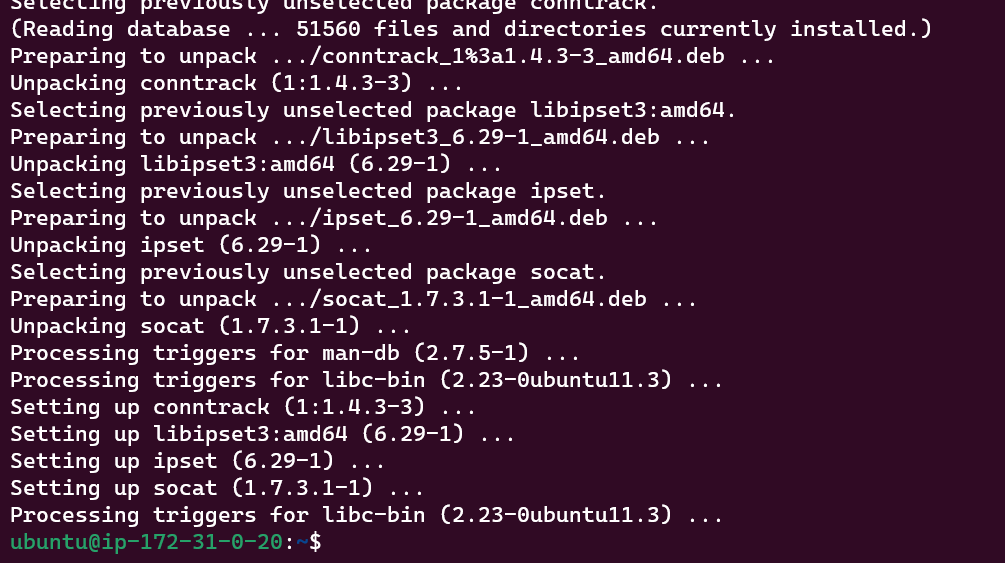 Selecting previously unselected package conntrack.
(Reading database ... 51560 files and directories currently installed.)
Preparing to unpack .../conntrack_1%3a1.4.3-3_amd64.deb ...
Unpacking conntrack (1:1.4.3-3) ...
Selecting previously unselected package libipset3:amd64.
Preparing to unpack .../libipset3_6.29-1_amd64.deb ...
Unpacking libipset3:amd64 (6.29-1) ...
Selecting previously unselected package ipset.
Preparing to unpack .../ipset_6.29-1_amd64.deb ...
Unpacking ipset (6.29-1) ...
Selecting previously unselected package socat.
Preparing to unpack .../socat_1.7.3.1-1_amd64.deb ...
Unpacking socat (1.7.3.1-1) ...
Processing triggers for man-db (2.7.5-1) ...
Processing triggers for libc-bin (2.23-0ubuntu11.3) ...
Setting up conntrack (1:1.4.3-3) ...
Setting up libipset3:amd64 (6.29-1) ...
Setting up ipset (6.29-1) ...
Setting up socat (1.7.3.1-1) ...
Processing triggers for libc-bin (2.23-0ubuntu11.3) ...
ubuntu@ip-172-31-0-20:~$